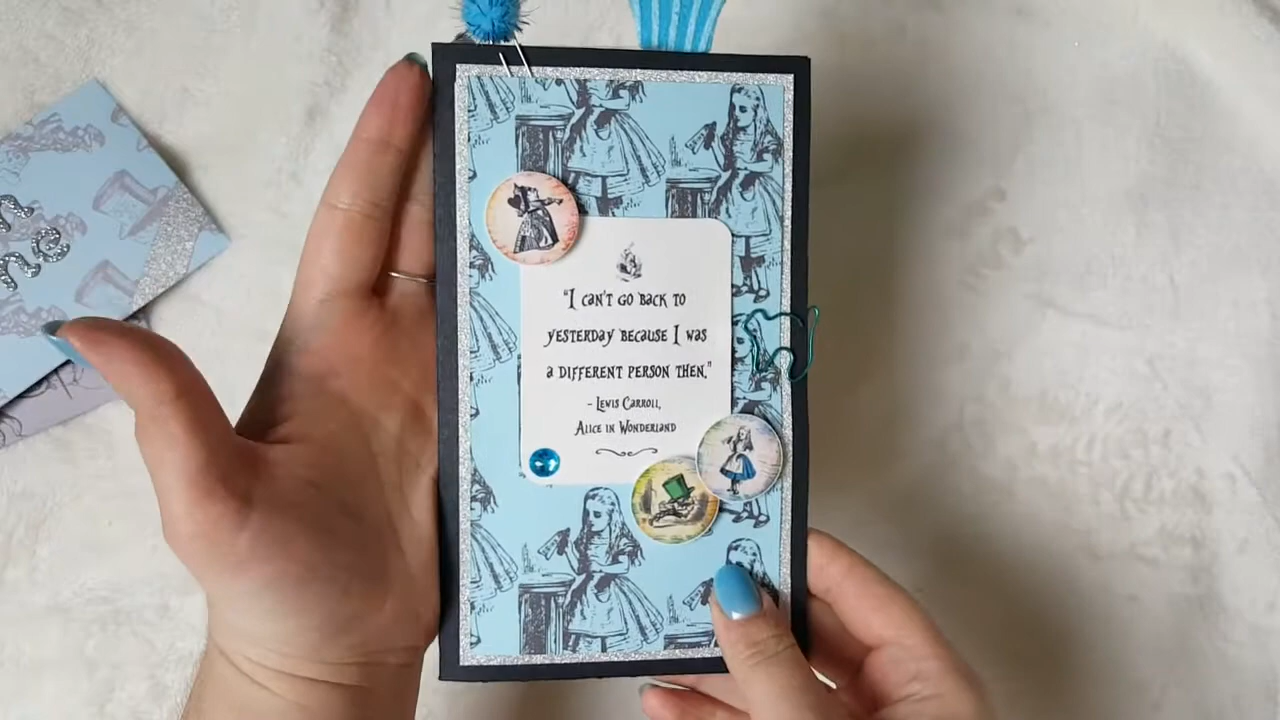 "I can't go back to
yesterday because I was
a different person then."
- Lewis Carroll,
Alice in Wonderland